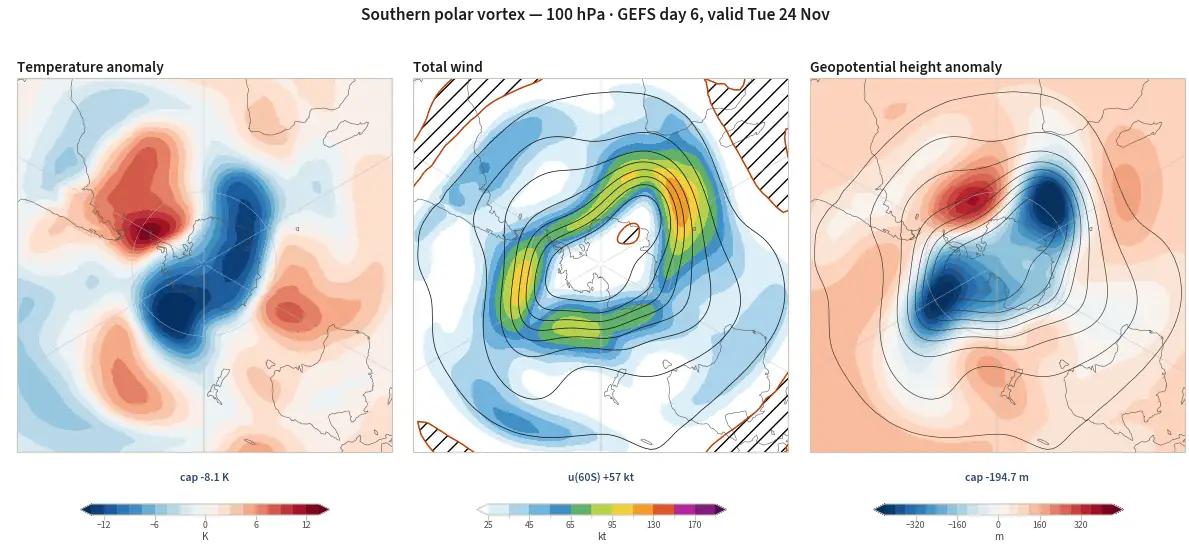 Southern polar vortex — 100 hPa · GEFS day 6, valid Tue 24 Nov
Temperature anomaly
Total wind
Geopotential height anomaly
cap -8.1 K
u(60S) +57 kt
cap -194.7 m
−12 −6 0 6 12
K
25 45 65 95 130 170
kt
−320 −160 0 160 320
m